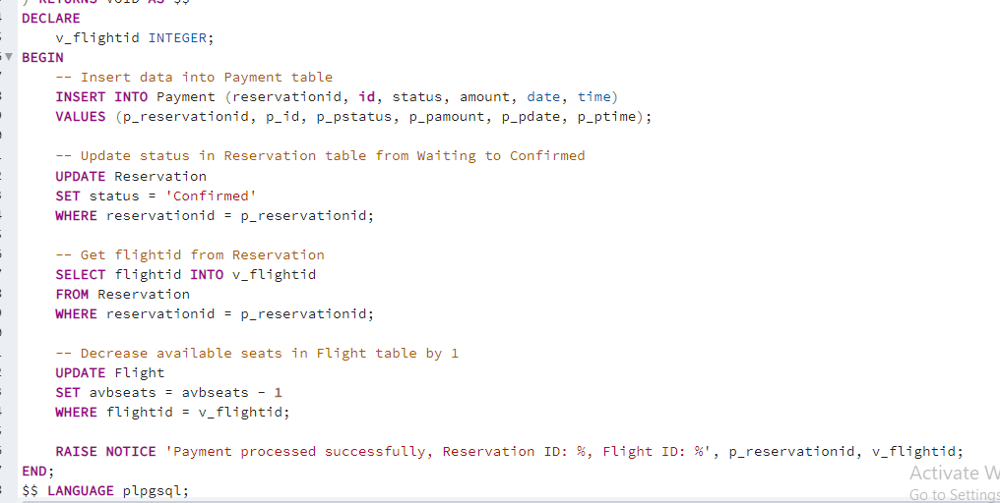 ) RETURNS VOID AS $$
DECLARE
    v_flightid INTEGER;
BEGIN
    -- Insert data into Payment table
    INSERT INTO Payment (reservationid, id, status, amount, date, time)
    VALUES (p_reservationid, p_id, p_pstatus, p_pamount, p_pdate, p_ptime);
    -- Update status in Reservation table from Waiting to Confirmed
    UPDATE Reservation
    SET status = 'Confirmed'
    WHERE reservationid = p_reservationid;
    -- Get flightid from Reservation
    SELECT flightid INTO v_flightid
    FROM Reservation
    WHERE reservationid = p_reservationid;
    -- Decrease available seats in Flight table by 1
    UPDATE Flight
    SET avbseats = avbseats - 1
    WHERE flightid = v_flightid;
    RAISE NOTICE 'Payment processed successfully, Reservation ID: %, Flight ID: %', p_reservationid, v_flightid;
END;
$$ LANGUAGE plpgsql;
Activate W
Go to Settings